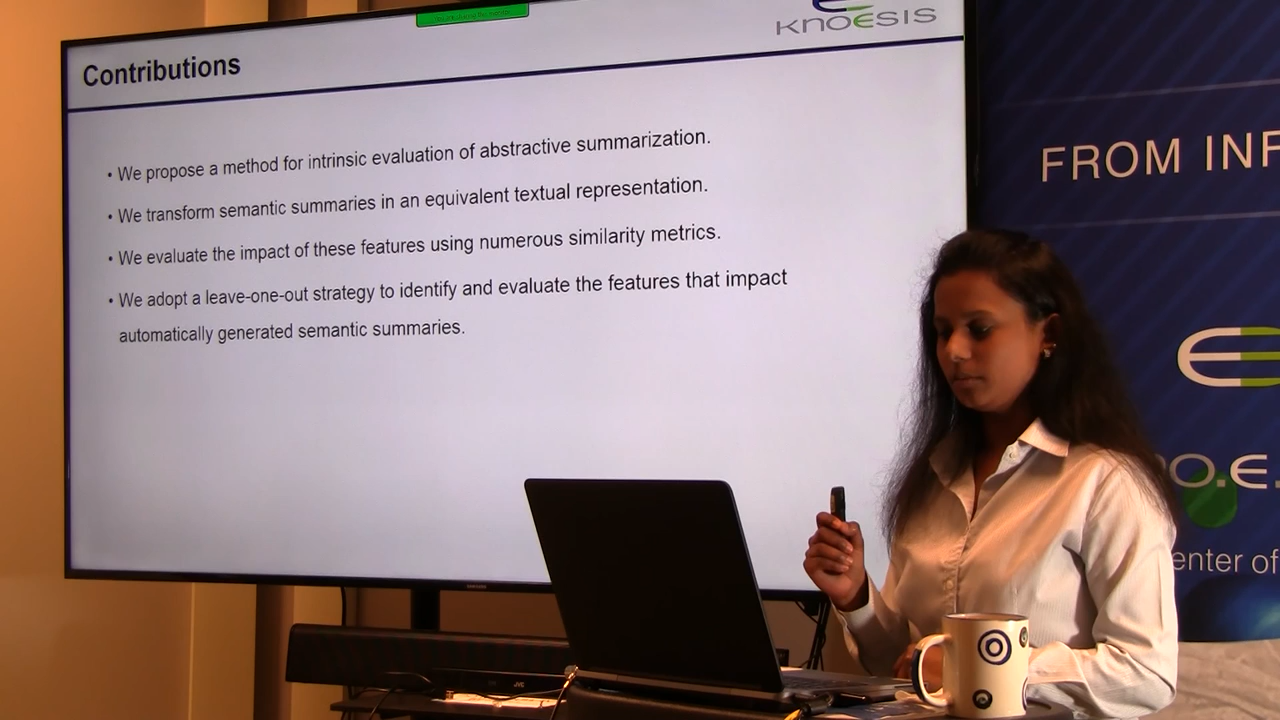 KNOESIS
Contributions
• We propose a method for intrinsic evaluation of abstractive summarization.
• We transform semantic summaries in an equivalent textual representation.
• We evaluate the impact of these features using numerous similarity metrics.
• We adopt a leave-one-out strategy to identify and evaluate the features that impact
automatically generated semantic summaries.
FROM INF
O.E.
enter of
SAMSUNG
JVC